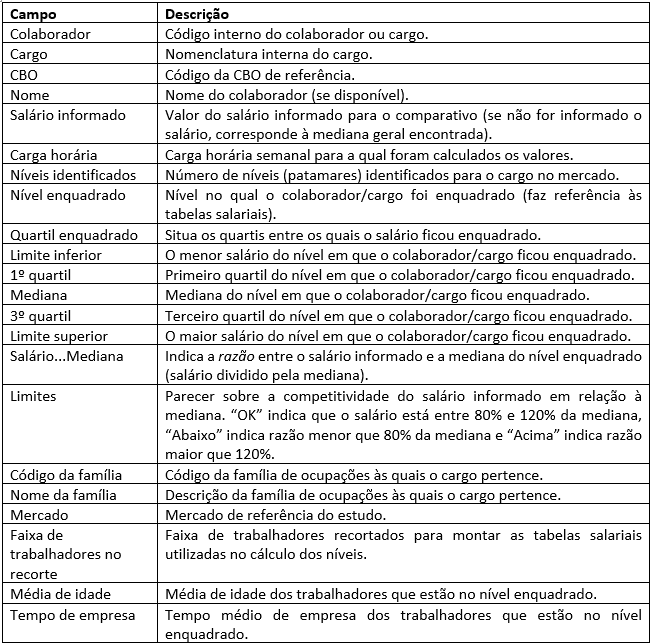 Campo Descrição
Colaborador Código interno do colaborador ou cargo.
Cargo Nomenclatura interna do cargo.
CBO Código da CBO de referência.
Nome Nome do colaborador (se disponível).
Salário informado Valor do salário informado para o comparativo (se não for informado o
salário, corresponde à mediana geral encontrada).
Carga horária Carga horária semanal para a qual foram calculados os valores.
Níveis identificados Número de níveis (patamares) identificados para o cargo no mercado.
Nível enquadrado Nível no qual o colaborador/cargo foi enquadrado (faz referência às
tabelas salariais).
Quartil enquadrado Situa os quartis entre os quais o salário ficou enquadrado.
Limite inferior O menor salário do nível em que o colaborador/cargo ficou enquadrado.
1º quartil Primeiro quartil do nível em que o colaborador/cargo ficou enquadrado.
Mediana Mediana do nível em que o colaborador/cargo ficou enquadrado.
3º quartil Terceiro quartil do nível em que o colaborador/cargo ficou enquadrado.
Limite superior O maior salário do nível em que o colaborador/cargo ficou enquadrado.
Salário...Mediana Indica a razão entre o salário informado e a mediana do nível enquadrado
(salário dividido pela mediana).
Limites Parecer sobre a competitividade do salário informado em relação à
mediana. “OK” indica que o salário está entre 80% e 120% da mediana,
“Abaixo” indica razão menor que 80% da mediana e “Acima” indica razão
maior que 120%.
Código da família Código da família de ocupações às quais o cargo pertence.
Nome da família Descrição da família de ocupações às quais o cargo pertence.
Mercado Mercado de referência do estudo.
Faixa de Faixa de trabalhadores recortados para montar as tabelas salariais
trabalhadores no utilizadas no cálculo dos níveis.
recorte
Média de idade Média de idade dos trabalhadores que estão no nível enquadrado.
Tempo de empresa Tempo médio de empresa dos trabalhadores que estão no nível
enquadrado.